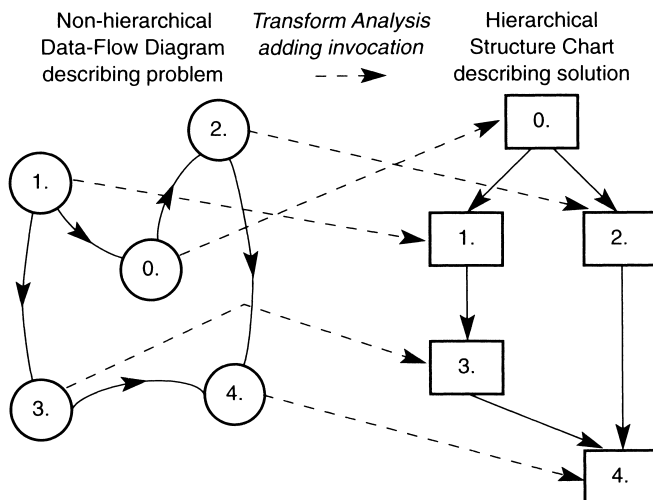 Non-hierarchical
Data-Flow Diagram
describing problem
Transform Analysis
adding invocation
Hierarchical
Structure Chart
describing solution
1.
2.
0.
3.
4.
0.
1.
2.
3.
4.